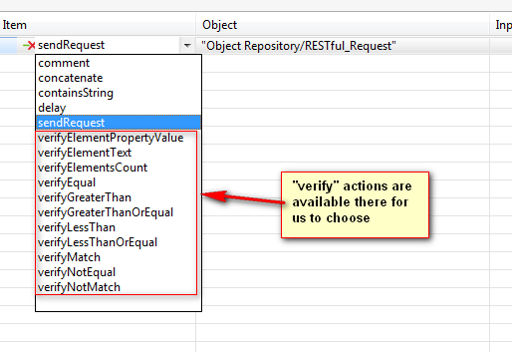 Item
Object
Inp
sendRequest
"Object Repository/RESTful_Request"
comment
concatenate
containsString
delay
sendRequest
verifyElementPropertyValue
verifyElementText
verifyElementsCount
verifyEqual
verifyGreaterThan
verifyGreaterThanOrEqual
verifyLessThan
verifyLessThanOrEqual
verifyMatch
verifyNotEqual
verifyNotMatch
"verify" actions are
available there for
us to choose